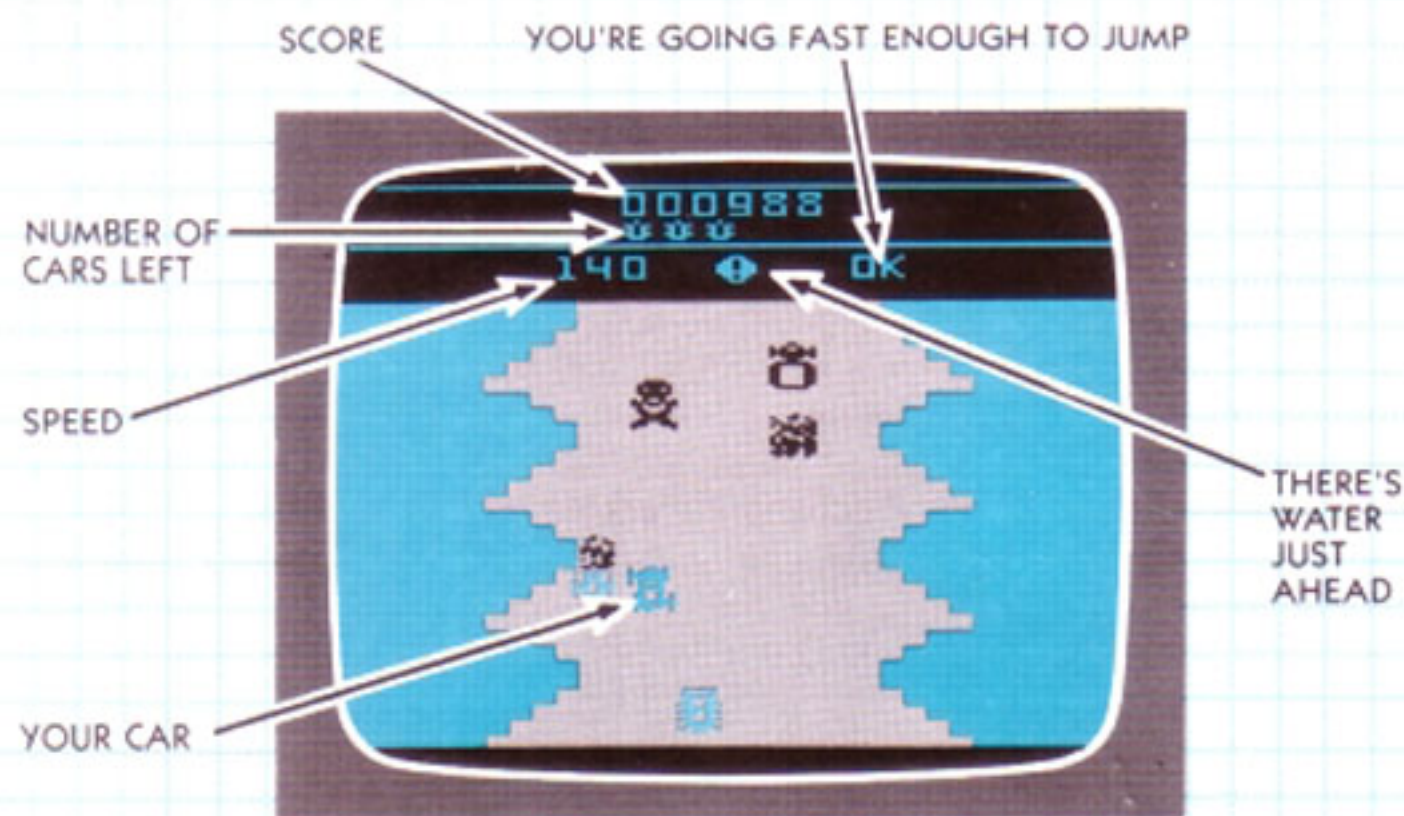 SCORE
YOU'RE GOING FAST ENOUGH TO JUMP
000988
NUMBER OF
CARS LEFT
140
OK
SPEED
THERE'S
WATER
JUST
AHEAD
YOUR CAR